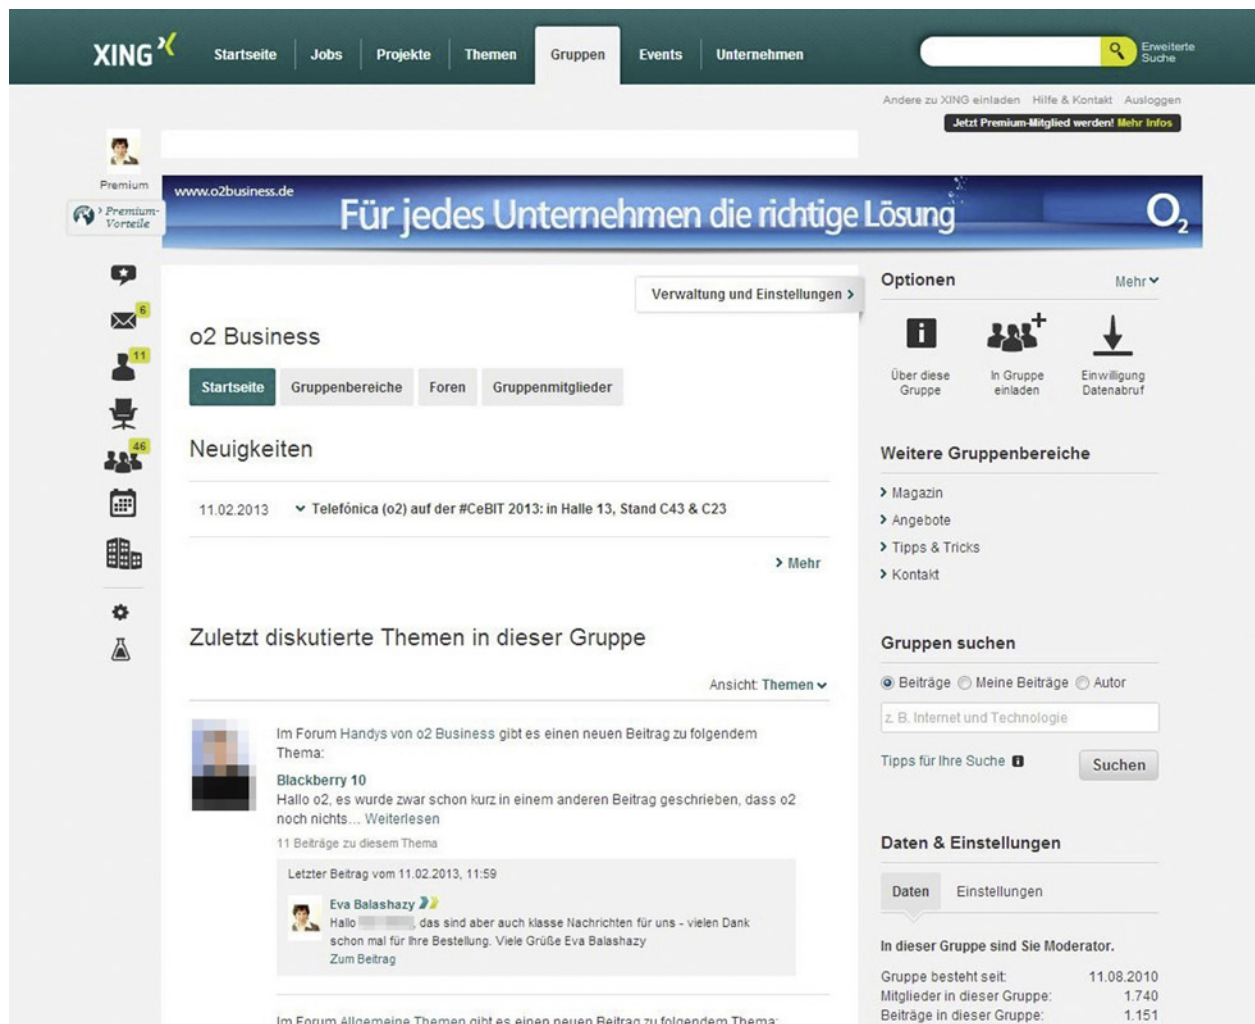 XING
Startseite
Jobs
Projekte
Themen
Gruppen
Events
Unternehmen
Erweiterte
Suche
Andere zu XING einladen Hilfe & Kontakt Ausloggen
Jetzt Premium-Mitglied werden! Mehr Infos
Premium
Premium-
Vorteile
www.o2business.de
Für jedes Unternehmen die richtige Lösung
O2
6
11
46
Verwaltung und Einstellungen
o2 Business
Startseite
Gruppenbereiche
Foren
Gruppenmitglieder
Neuigkeiten
11.02.2013 Telefónica (o2) auf der #CeBIT 2013: in Halle 13, Stand C43 & C23
Mehr
Zuletzt diskutierte Themen in dieser Gruppe
Ansicht: Themen
Im Forum Handys von o2 Business gibt es einen neuen Beitrag zu folgendem
Thema:
Blackberry 10
Hallo o2, es wurde zwar schon kurz in einem anderen Beitrag geschrieben, dass o2
noch nichts... Weiterlesen
11 Beiträge zu diesem Thema
Letzter Beitrag vom 11.02.2013, 11:59
Eva Balashazy
Hallo , das sind aber auch klasse Nachrichten für uns - vielen Dank
schon mal für Ihre Bestellung. Viele Grüße Eva Balashazy
Zum Beitrag
Im Forum Allgemeine Themen gibt es einen neuen Beitrag zu folgendem Thema:
Optionen
Mehr
Über diese
Gruppe
In Gruppe
einladen
Einwilligung
Datenabruf
Weitere Gruppenbereiche
Magazin
Angebote
Tipps & Tricks
Kontakt
Gruppen suchen
Beiträge Meine Beiträge Autor
z. B. Internet und Technologie
Tipps für Ihre Suche
Suchen
Daten & Einstellungen
Daten
Einstellungen
In dieser Gruppe sind Sie Moderator.
Gruppe besteht seit: 11.08.2010
Mitglieder in dieser Gruppe: 1.740
Beiträge in dieser Gruppe: 1.151